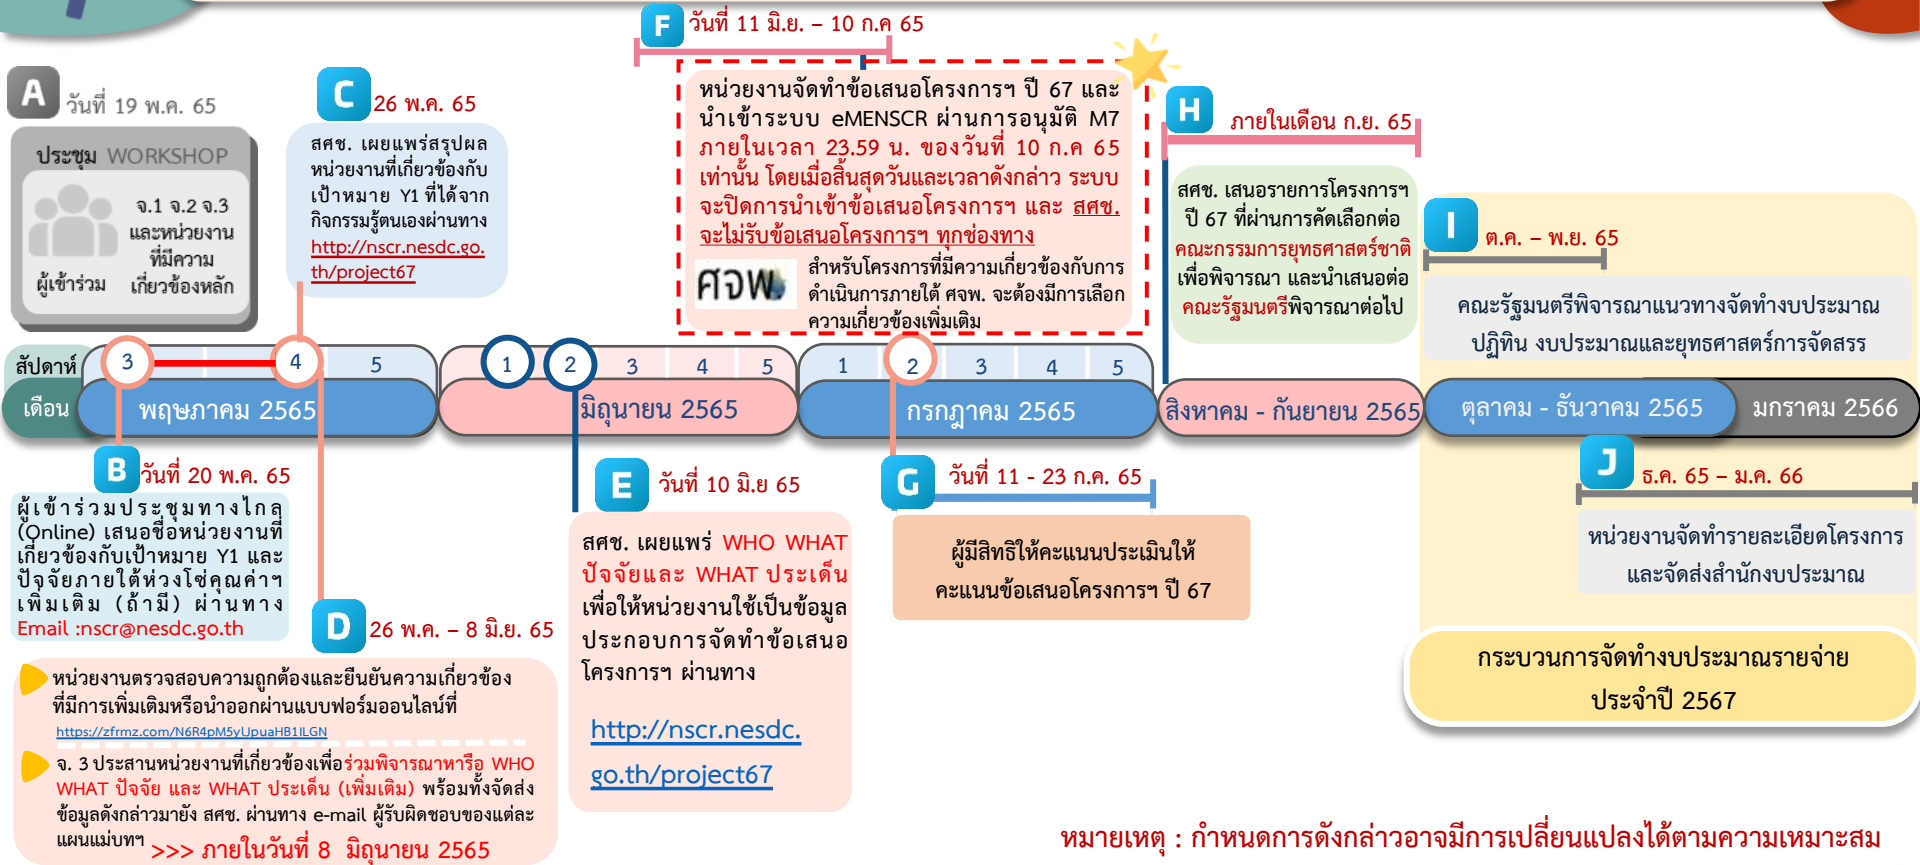 A
วันที่ 19 พ.ค. 65
ประชุม WORKSHOP
จ.1 จ.2 จ.3
และหน่วยงาน
ที่มีความ
เกี่ยวข้องหลัก
ผู้เข้าร่วม
C
26 พ.ค. 65
สศช. เผยแพร่สรุปผล
หน่วยงานที่เกี่ยวข้องกับ
เป้าหมาย Y1 ที่ได้จาก
กิจกรรมรู้ตนเองผ่านทาง
http://nscr.nesdc.go.
th/project67
F
วันที่ 11 มิ.ย. – 10 ก.ค 65
หน่วยงานจัดทำข้อเสนอโครงการฯ ปี 67 และ
นำเข้าระบบ eMENSCR ผ่านการอนุมัติ M7
ภายในเวลา 23.59 น. ของวันที่ 10 ก.ค 65
เท่านั้น โดยเมื่อสิ้นสุดวันและเวลาดังกล่าว ระบบ
จะปิดการนำเข้าข้อเสนอโครงการฯ และ สศช.
จะไม่รับข้อเสนอโครงการฯ ทุกช่องทาง
ศจพ.
สำหรับโครงการที่มีความเกี่ยวข้องกับการ
ดำเนินการภายใต้ ศจพ. จะต้องมีการเลือก
ความเกี่ยวข้องเพิ่มเติม
H
ภายในเดือน ก.ย. 65
สศช. เสนอรายการโครงการฯ
ปี 67 ที่ผ่านการคัดเลือกต่อ
คณะกรรมการยุทธศาสตร์ชาติ
เพื่อพิจารณา และนำเสนอต่อ
คณะรัฐมนตรีพิจารณาต่อไป
I
ต.ค. – พ.ย. 65
คณะรัฐมนตรีพิจารณาแนวทางจัดทำงบประมาณ
ปฏิทิน งบประมาณและยุทธศาสตร์การจัดสรร
สัปดาห์ 3 4 5 1 2 3 4 5 1 2 3 4 5
เดือน พฤษภาคม 2565 มิถุนายน 2565 กรกฎาคม 2565 สิงหาคม - กันยายน 2565 ตุลาคม - ธันวาคม 2565 มกราคม 2566
B
วันที่ 20 พ.ค. 65
ผู้เข้าร่วมประชุมทางไกล
(Online) เสนอชื่อหน่วยงานที่
เกี่ยวข้องกับเป้าหมาย Y1 และ
ปัจจัยภายใต้ห่วงโซ่คุณค่าฯ
เพิ่มเติม (ถ้ามี) ผ่านทาง
Email :nscr@nesdc.go.th
D
26 พ.ค. – 8 มิ.ย. 65
หน่วยงานตรวจสอบความถูกต้องและยืนยันความเกี่ยวข้อง
ที่มีการเพิ่มเติมหรือนำออกผ่านแบบฟอร์มออนไลน์ที่
https://zfrmz.com/N6R4pM5yUpuaHB1ILGN
จ. 3 ประสานหน่วยงานที่เกี่ยวข้องเพื่อร่วมพิจารณาหารือ WHO
WHAT ปัจจัย และ WHAT ประเด็น (เพิ่มเติม) พร้อมทั้งจัดส่ง
ข้อมูลดังกล่าวมายัง สศช. ผ่านทาง e-mail ผู้รับผิดชอบของแต่ละ
แผนแม่บทฯ >>> ภายในวันที่ 8 มิถุนายน 2565
E
วันที่ 10 มิ.ย 65
สศช. เผยแพร่ WHO WHAT
ปัจจัยและ WHAT ประเด็น
เพื่อให้หน่วยงานใช้เป็นข้อมูล
ประกอบการจัดทำข้อเสนอ
โครงการฯ ผ่านทาง
http://nscr.nesdc.
go.th/project67
G
วันที่ 11 - 23 ก.ค. 65
ผู้มีสิทธิให้คะแนนประเมินให้
คะแนนข้อเสนอโครงการฯ ปี 67
J
ธ.ค. 65 – ม.ค. 66
หน่วยงานจัดทำรายละเอียดโครงการ
และจัดส่งสำนักงบประมาณ
กระบวนการจัดทำงบประมาณรายจ่าย
ประจำปี 2567
หมายเหตุ : กำหนดการดังกล่าวอาจมีการเปลี่ยนแปลงได้ตามความเหมาะสม